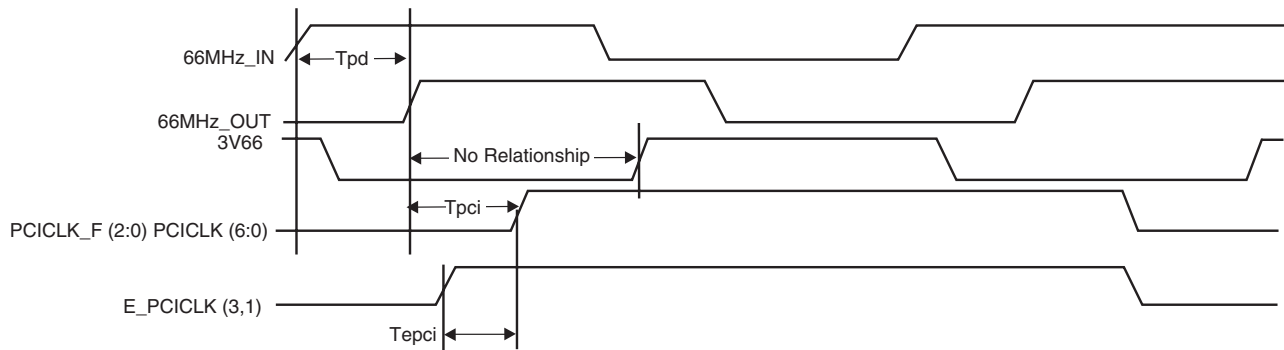 66MHz_IN
Tpd
66MHz_OUT
3V66
No Relationship
Tpci
PCICLK_F (2:0) PCICLK (6:0)
E_PCICLK (3,1)
Tepci